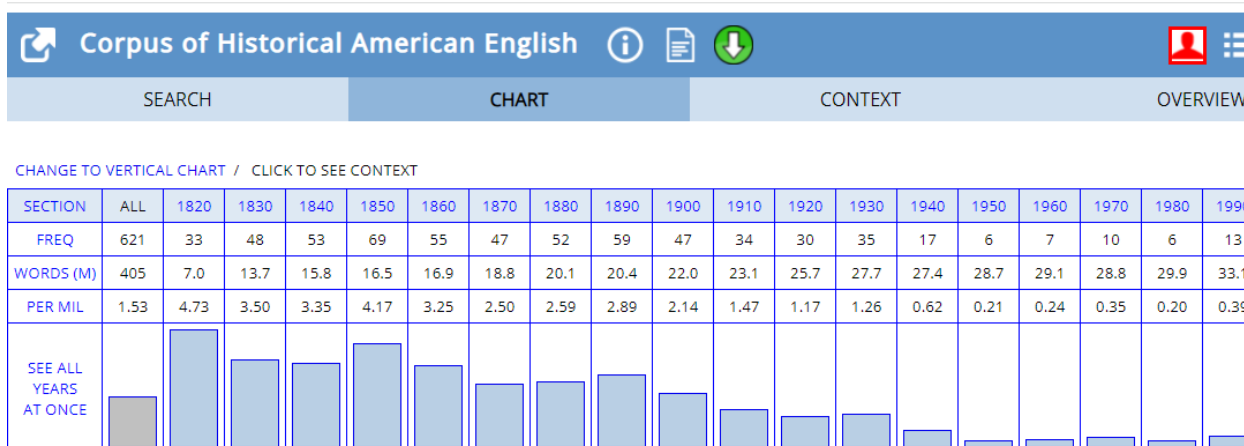 Corpus of Historical American English
SEARCH CHART CONTEXT OVERVIEW
CHANGE TO VERTICAL CHART / CLICK TO SEE CONTEXT
SECTION ALL 1820 1830 1840 1850 1860 1870 1880 1890 1900 1910 1920 1930 1940 1950 1960 1970 1980 1990
FREQ 621 33 48 53 69 55 47 52 59 47 34 30 35 17 6 7 10 6 13
WORDS (M) 405 7.0 13.7 15.8 16.5 16.9 18.8 20.1 20.4 22.0 23.1 25.7 27.7 27.4 28.7 29.1 28.8 29.9 33.1
PER MIL 1.53 4.73 3.50 3.35 4.17 3.25 2.50 2.59 2.89 2.14 1.47 1.17 1.26 0.62 0.21 0.24 0.35 0.20 0.39
SEE ALL
YEARS
AT ONCE